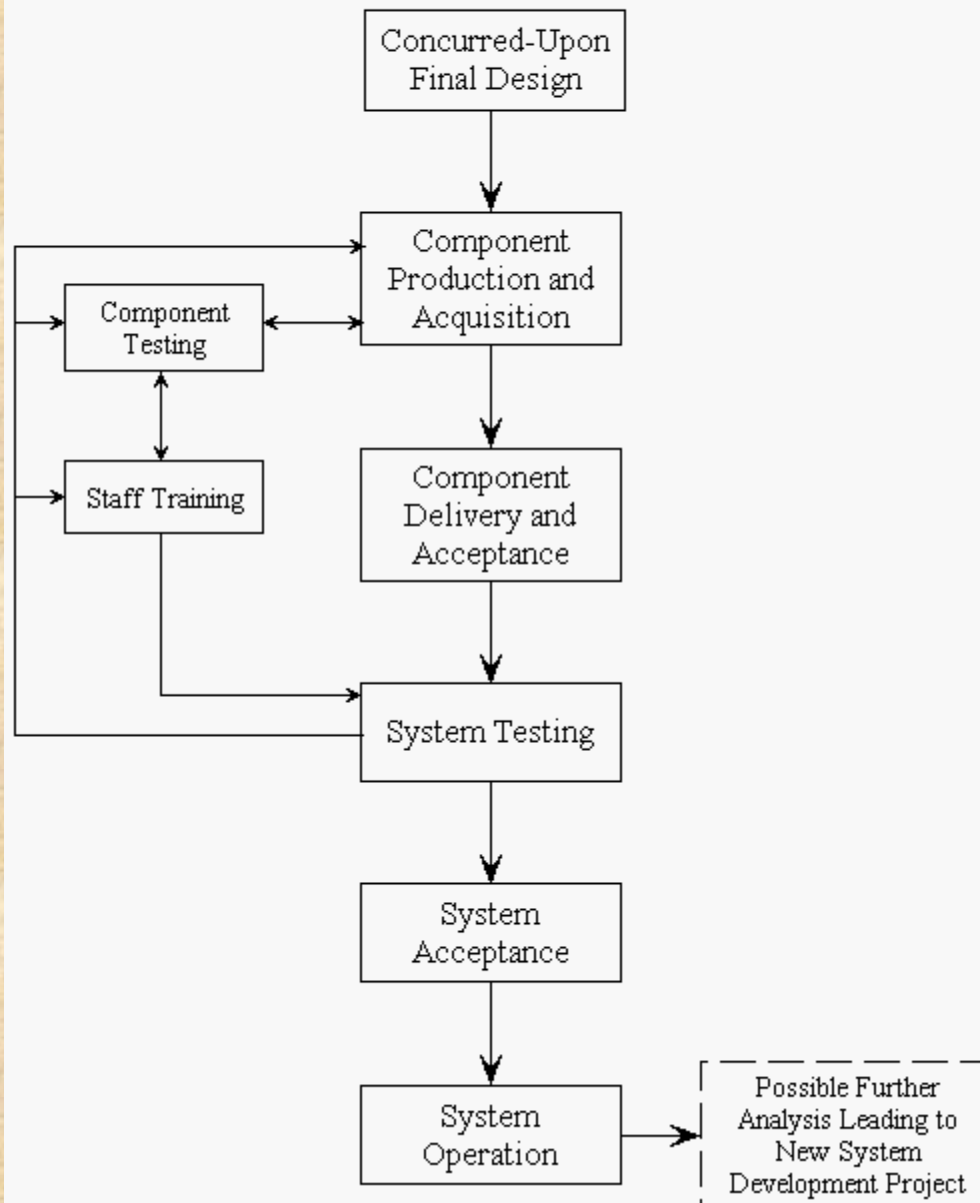 Concurred-Upon
Final Design
Component
Production and
Acquisition
Component
Testing
Staff Training
Component
Delivery and
Acceptance
System Testing
System
Acceptance
System
Operation
Possible Further
Analysis Leading to
New System
Development Project